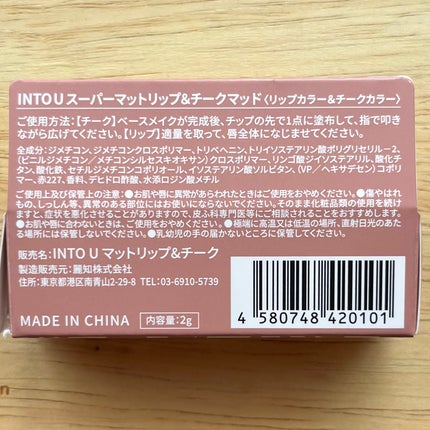 INTO U スーパーマットリップ&チークマッド〈リップカラー&チークカラー〉
ご使用方法:【チーク】ベースメイクが完成後、チップの先で1点に塗布して、指で叩き
ながら広げてください。【リップ】適量を取って、唇全体になじませてください。
全成分:ジメチコン、ジメチコンクロスポリマー、トリベヘニン、トリイソステアリン酸ポリグリセリル-2、
(ビニルジメチコン/メチコンシルセスキオキサン)クロスポリマー、リンゴ酸ジイソステアリル、酸化チ
タン、酸化鉄、セチルジメチコンコポリオール、イソステアリン酸ソルビタン、(VP/ヘキサデセン)コポリ
マー、赤227、香料、デヒドロ酢酸、水添ロジン酸メチル
ご使用上及び保管上の注意:●お肌や唇に異常があらわれたときはご使用をおやめください。●傷やはれ
もの、しっしん等、異常のある部位にはお使いにならないでください。そのまま化粧品類の使用を続け
ますと、症状を悪化させることがありますので、皮ふ科専門医等にご相談されることをおすすめします。
●お肌や唇に合わないときは、ご使用をおやめください。●極端に高温又は低温の場所、直射日光のあた
る場所には保管しないでください。●乳幼児の手の届かないところに保管してください。
販売名:INTO U マットリップ&チーク
製造販売元:麗知株式会社
住所:東京都港区南青山2-29-8 TEL:03-6910-5739
MADE IN CHINA
内容量:2g
4 580748 420101